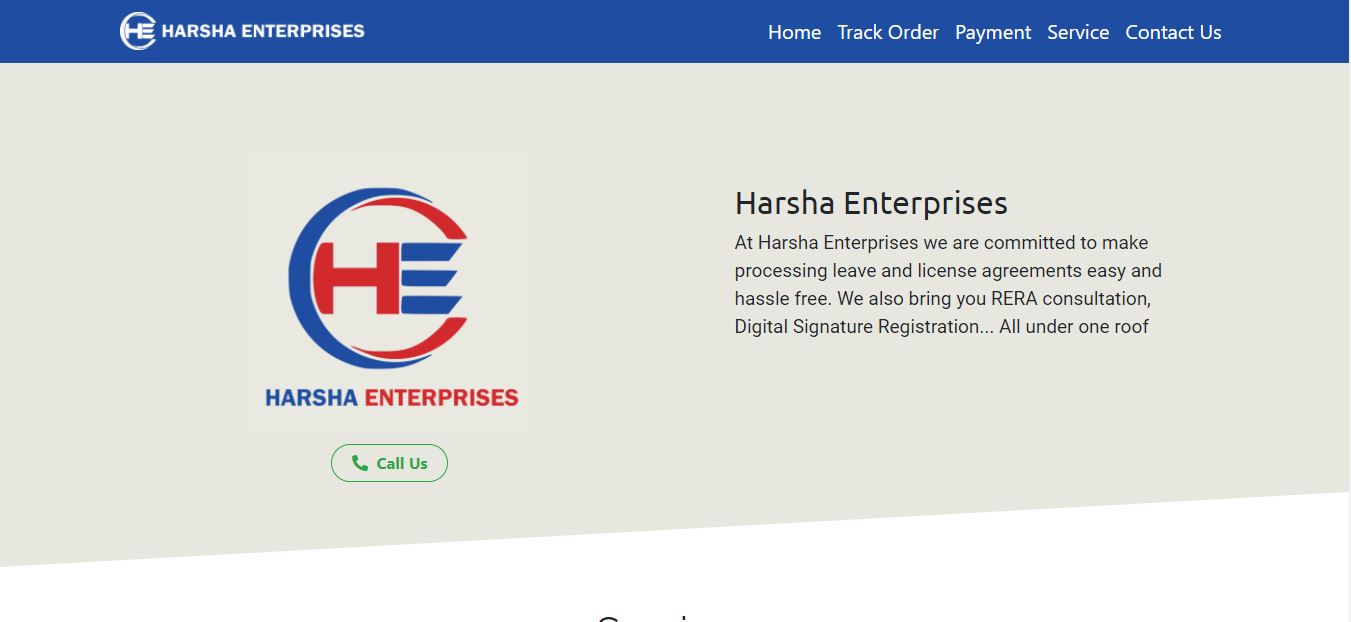 HE HARSHA ENTERPRISES
Home Track Order Payment Service Contact Us
HE
HARSHA ENTERPRISES
Call Us
Harsha Enterprises
At Harsha Enterprises we are committed to make
processing leave and license agreements easy and
hassle free. We also bring you RERA consultation,
Digital Signature Registration... All under one roof